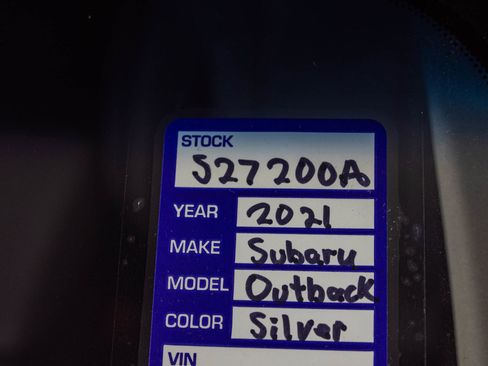 STOCK
S27200A
YEAR 2021
MAKE Subaru
MODEL Outback
COLOR Silver
VIN